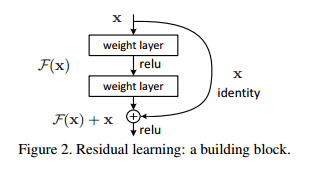 x
weight layer
relu
F(x)
x
identity
weight layer
F(x) + x
relu
Figure 2. Residual learning: a building block.